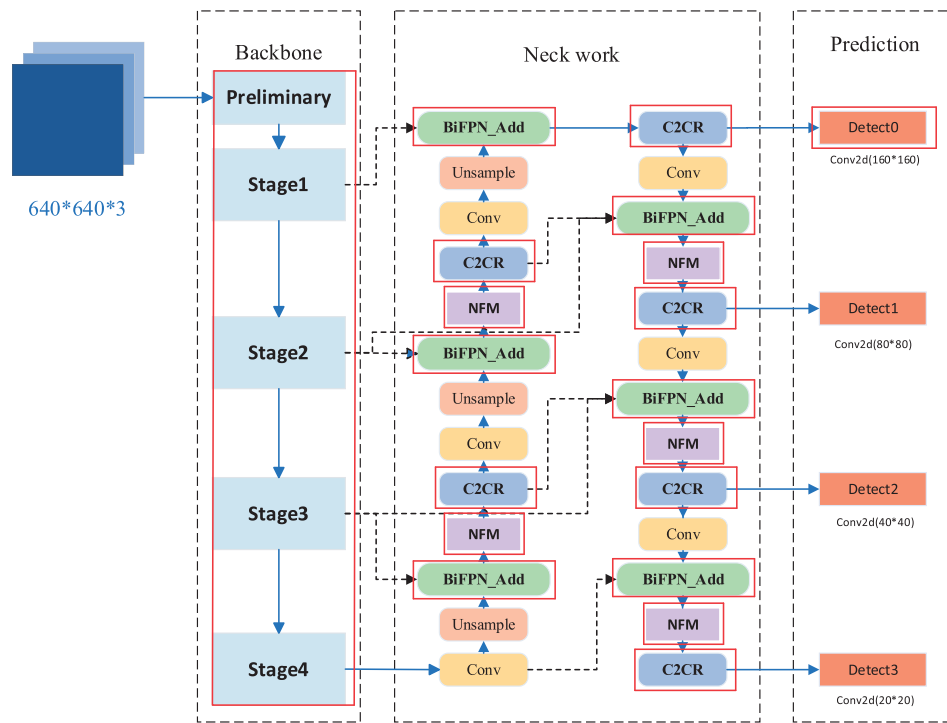 Backbone
Neck work
Prediction
640*640*3
Preliminary
Stage1
Stage2
Stage3
Stage4
BiFPN_Add
Unsample
Conv
C2CR
NFM
BiFPN_Add
Unsample
Conv
C2CR
NFM
BiFPN_Add
Unsample
Conv
C2CR
Conv
BiFPN_Add
NFM
C2CR
Conv
BiFPN_Add
NFM
C2CR
Conv
BiFPN_Add
NFM
C2CR
Detect0
Conv2d(160*160)
Detect1
Conv2d(80*80)
Detect2
Conv2d(40*40)
Detect3
Conv2d(20*20)